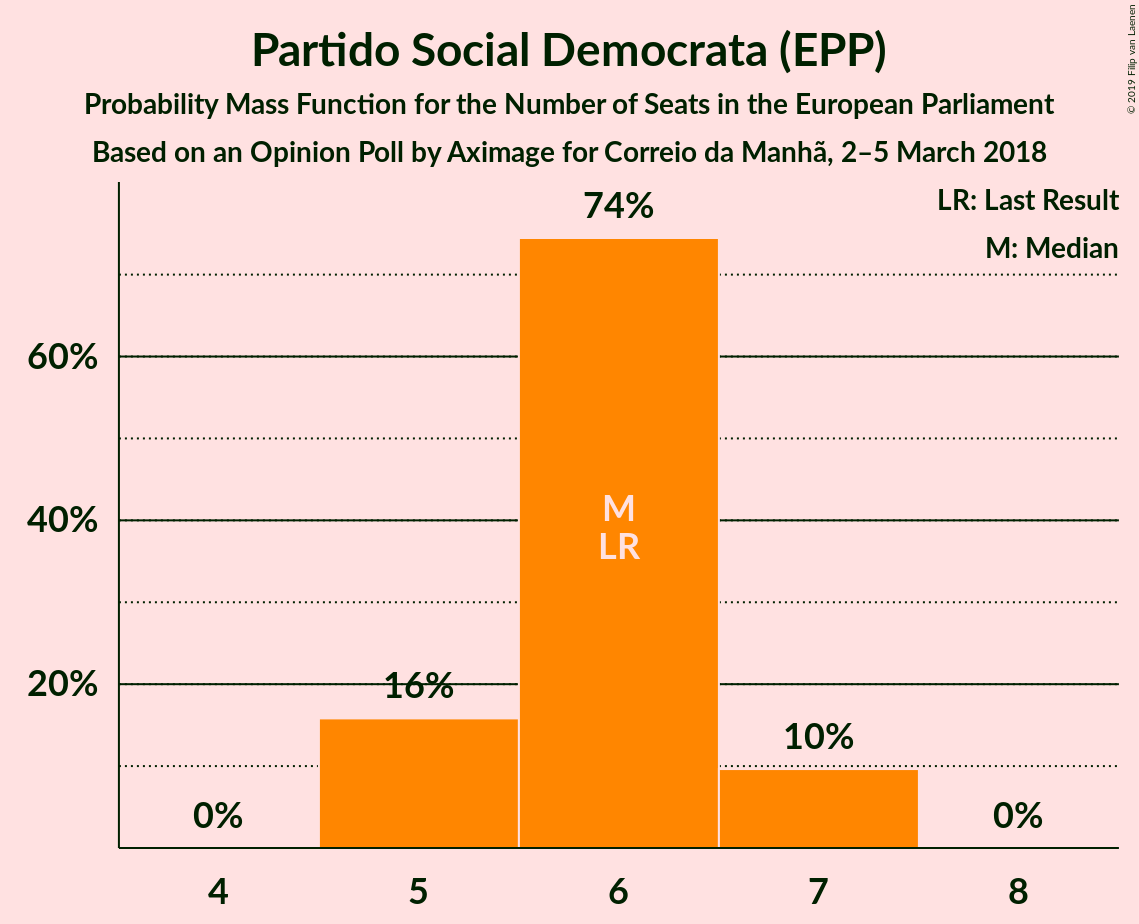 Partido Social Democrata (EPP)
Probability Mass Function for the Number of Seats in the European Parliament
Based on an Opinion Poll by Aximage for Correio da Manhã, 2–5 March 2018
© 2019 Filip van Laenen
LR: Last Result
M: Median
74%
60%
40%
20%
M
LR
16%
10%
0%
0%
4 5 6 7 8